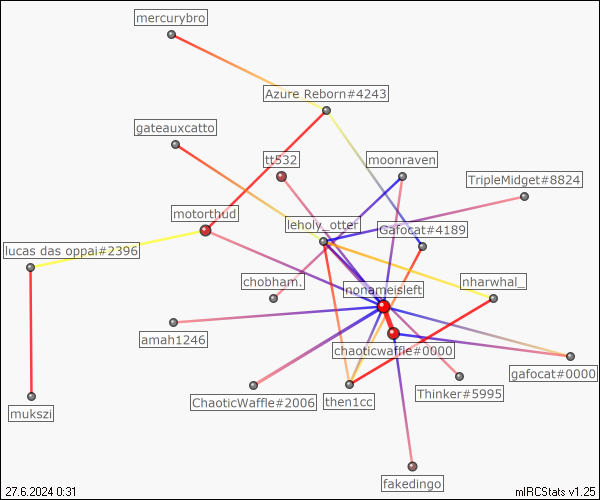 mercurybro
Azure Reborn#4243
gateauxcatto
tt532
moonraven
TripleMidget#8824
motorthud
leholy_otter
Gafocat#4189
lucas das oppai#2396
chobham.
nonameisleft
nharwhal_
amah1246
chaoticwaffle#0000
gafocat#0000
ChaoticWaffle#2006
then1cc
Thinker#5995
mukszi
fakedingo
27.6.2024 0:31
mIRCStats v1.25